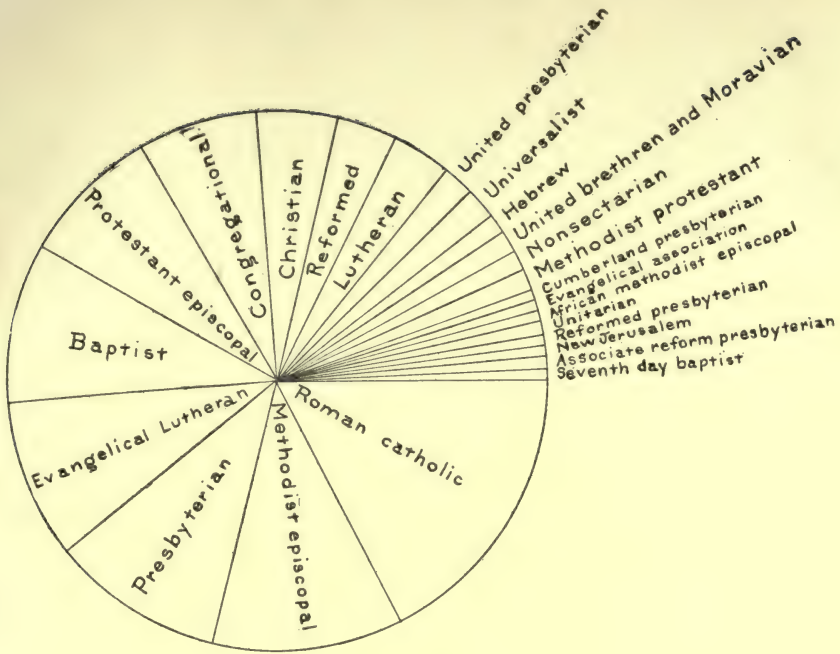 United presbyterian
Universalist
Hebrew
United brethren and Moravian
Nonsectarian
Methodist protestant
Cumberland presbyterian
Evangelical association
African methodist episcopal
Unitarian
Reformed presbyterian
New Jerusalem
Associate reform presbyterian
Seventh day baptist
Roman catholic
Methodist episcopal
Presbyterian
Evangelical Lutheran
Baptist
Protestant episcopal
Congregational
Christian
Reformed
Lutheran